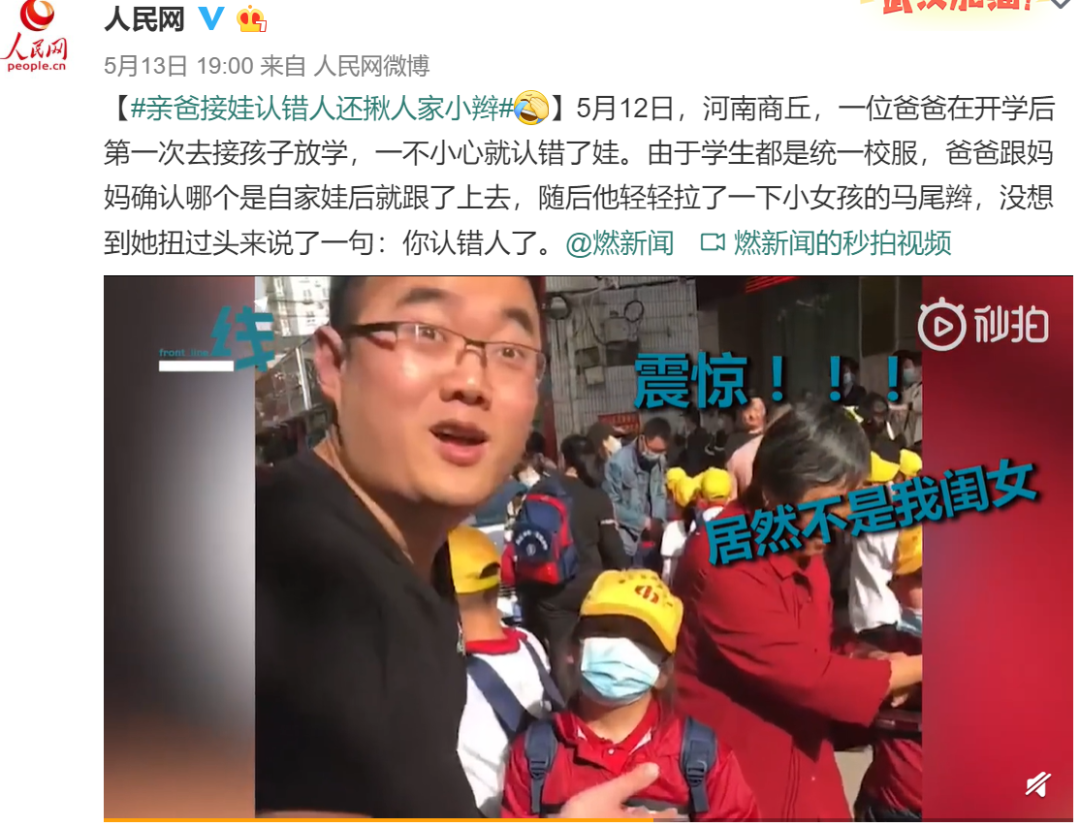 人民网
人民网
people.cn
5月13日 19:00 来自 人民网微博
【#亲爸接娃认错人还揪人家小辫#】5月12日，河南商丘，一位爸爸在开学后
第一次去接孩子放学，一不小心就认错了娃。由于学生都是统一校服，爸爸跟妈
妈确认哪个是自家娃后就跟了上去，随后他轻轻拉了一下小女孩的马尾辫，没想
到她扭过头来说了一句：你认错人了。@燃新闻 燃新闻的秒拍视频
一线
front line
秒拍
震惊！！！
居然不是我闺女